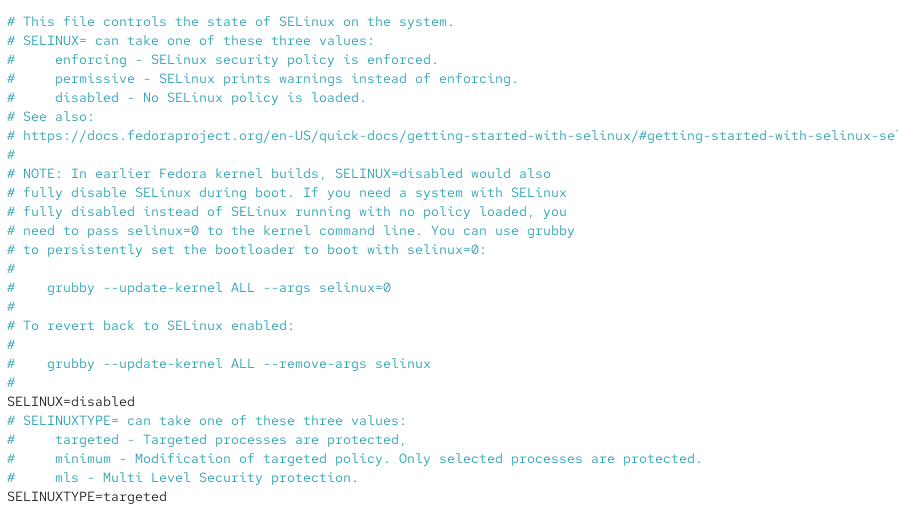 # This file controls the state of SELinux on the system.
# SELINUX= can take one of these three values:
#     enforcing - SELinux security policy is enforced.
#     permissive - SELinux prints warnings instead of enforcing.
#     disabled - No SELinux policy is loaded.
# See also:
# https://docs.fedoraproject.org/en-US/quick-docs/getting-started-with-selinux/#getting-started-with-selinux-sel
#
# NOTE: In earlier Fedora kernel builds, SELINUX=disabled would also
# fully disable SELinux during boot. If you need a system with SELinux
# fully disabled instead of SELinux running with no policy loaded, you
# need to pass selinux=0 to the kernel command line. You can use grubby
# to persistently set the bootloader to boot with selinux=0:
#
#    grubby --update-kernel ALL --args selinux=0
#
# To revert back to SELinux enabled:
#
#    grubby --update-kernel ALL --remove-args selinux
#
SELINUX=disabled
# SELINUXTYPE= can take one of these three values:
#     targeted - Targeted processes are protected,
#     minimum - Modification of targeted policy. Only selected processes are protected.
#     mls - Multi Level Security protection.
SELINUXTYPE=targeted